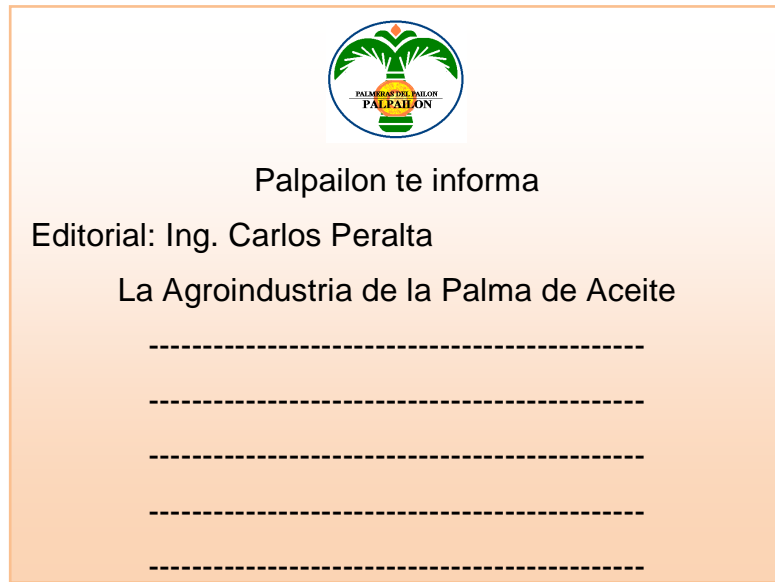 PALMERAS DEL PAILON
PALPAILON
Palpailon te informa
Editorial: Ing. Carlos Peralta
La Agroindustria de la Palma de Aceite
----------------------------------------------
----------------------------------------------
----------------------------------------------
----------------------------------------------
----------------------------------------------